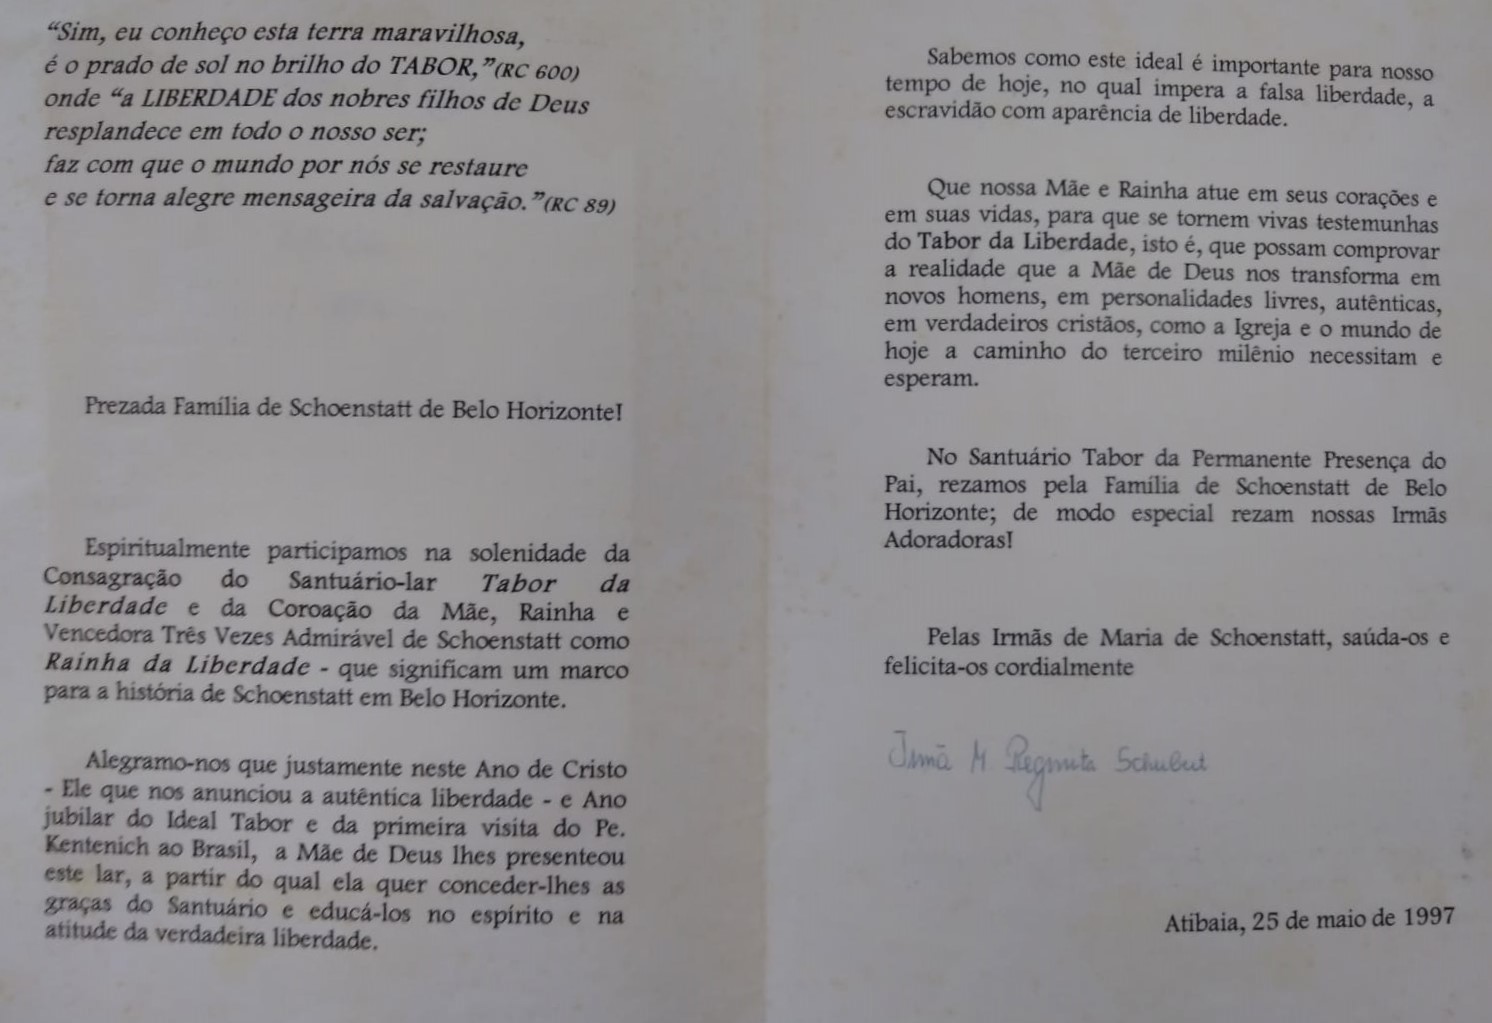 “Sim, eu conheço esta terra maravilhosa,
é o prado de sol no brilho do TABOR,”(RC 600)
onde “a LIBERDADE dos nobres filhos de Deus
resplandece em todo o nosso ser;
faz com que o mundo por nós se restaure
e se torna alegre mensageira da salvação.”(RC 89)
Prezada Família de Schoenstatt de Belo Horizonte!
Espiritualmente participamos na solenidade da
Consagração do Santuário-lar Tabor da
Liberdade e da Coroação da Mãe, Rainha e
Vencedora Três Vezes Admirável de Schoenstatt como
Rainha da Liberdade - que significam um marco
para a história de Schoenstatt em Belo Horizonte.
Alegramo-nos que justamente neste Ano de Cristo
- Ele que nos anunciou a autêntica liberdade - e Ano
jubilar do Ideal Tabor e da primeira visita do Pe.
Kentenich ao Brasil, a Mãe de Deus lhes presenteou
este lar, a partir do qual ela quer conceder-lhes as
graças do Santuário e educá-los no espírito e na
atitude da verdadeira liberdade.
Sabemos como este ideal é importante para nosso
tempo de hoje, no qual impera a falsa liberdade, a
escravidão com aparência de liberdade.
Que nossa Mãe e Rainha atue em seus corações e
em suas vidas, para que se tornem vivas testemunhas
do Tabor da Liberdade, isto é, que possam comprovar
a realidade que a Mãe de Deus nos transforma em
novos homens, em personalidades livres, autênticas,
em verdadeiros cristãos, como a Igreja e o mundo de
hoje a caminho do terceiro milênio necessitam e
esperam.
No Santuário Tabor da Permanente Presença do
Pai, rezamos pela Família de Schoenstatt de Belo
Horizonte; de modo especial rezam nossas Irmãs
Adoradoras!
Pelas Irmãs de Maria de Schoenstatt, saúda-os e
felicita-os cordialmente
Irmã M
Atibaia, 25 de maio de 1997